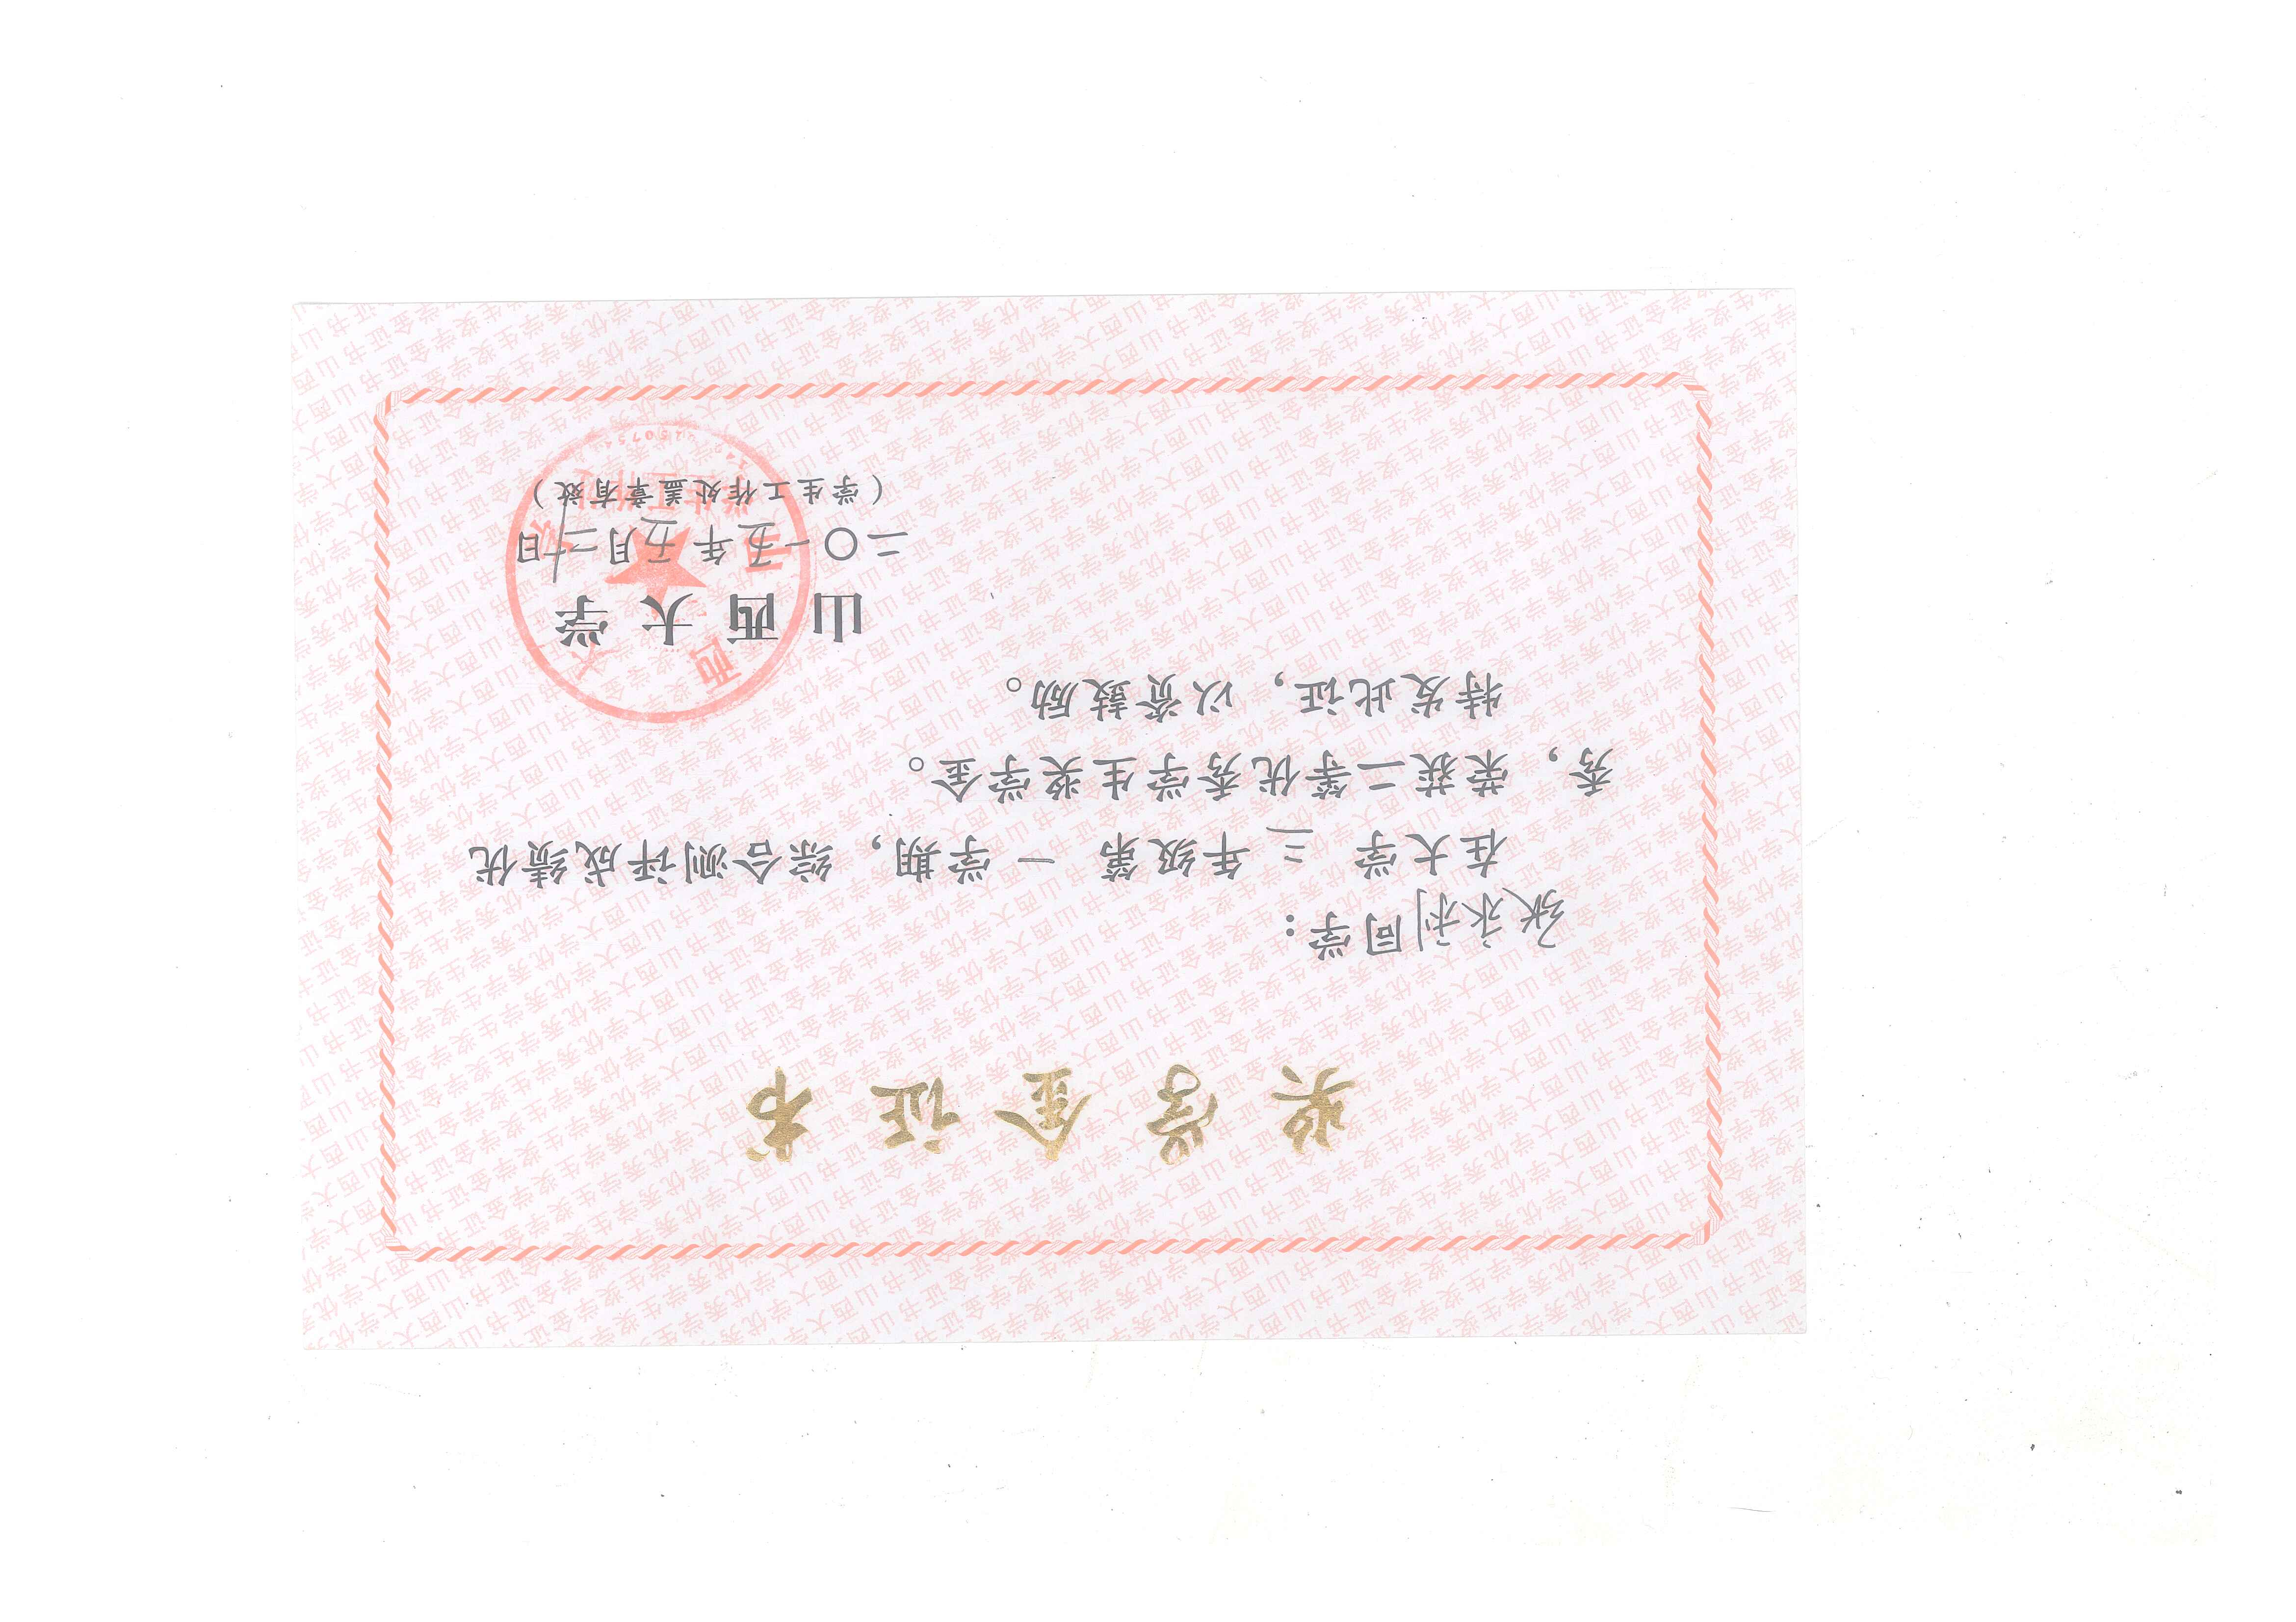 奖学金证书
张永利同学：
在大学 三 年级第 一 学期，综合测评成绩优
秀，荣获二等优秀学生奖学金。
特发此证，以资鼓励。
山西大学
二〇一五年五月二十日
（学生工作处盖章有效）